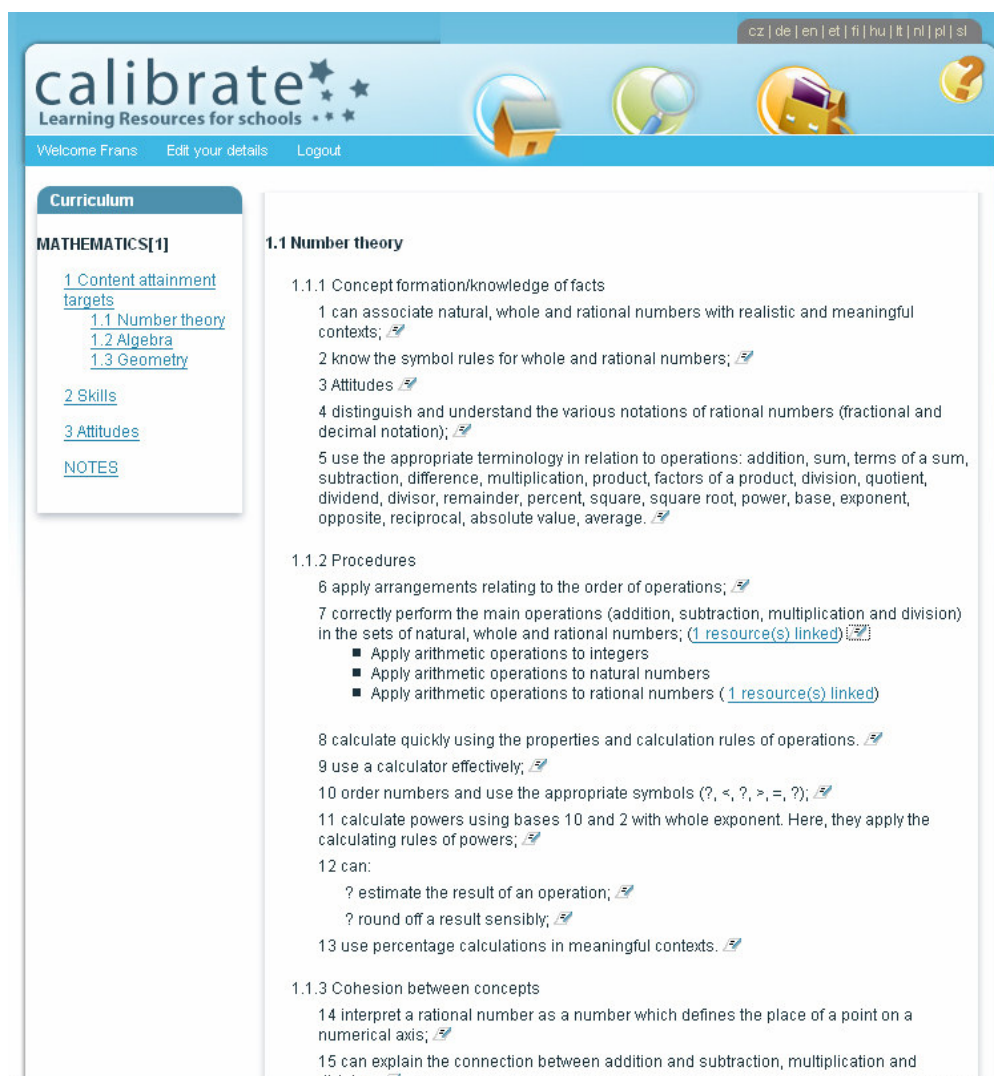 cz | de | en | et | fi | hu | lt | nl | pl | sl
calibrate
Learning Resources for schools
Welcome Frans Edit your details Logout
Curriculum
MATHEMATICS[1]
1 Content attainment
targets
1.1 Number theory
1.2 Algebra
1.3 Geometry
2 Skills
3 Attitudes
NOTES
1.1 Number theory
1.1.1 Concept formation/knowledge of facts
1 can associate natural, whole and rational numbers with realistic and meaningful
contexts;
2 know the symbol rules for whole and rational numbers;
3 Attitudes
4 distinguish and understand the various notations of rational numbers (fractional and
decimal notation);
5 use the appropriate terminology in relation to operations: addition, sum, terms of a sum,
subtraction, difference, multiplication, product, factors of a product, division, quotient,
dividend, divisor, remainder, percent, square, square root, power, base, exponent,
opposite, reciprocal, absolute value, average.
1.1.2 Procedures
6 apply arrangements relating to the order of operations;
7 correctly perform the main operations (addition, subtraction, multiplication and division)
in the sets of natural, whole and rational numbers; (1 resource(s) linked)
■ Apply arithmetic operations to integers
■ Apply arithmetic operations to natural numbers
■ Apply arithmetic operations to rational numbers ( 1 resource(s) linked)
8 calculate quickly using the properties and calculation rules of operations.
9 use a calculator effectively;
10 order numbers and use the appropriate symbols (?, <, ?, >, =, ?);
11 calculate powers using bases 10 and 2 with whole exponent. Here, they apply the
calculating rules of powers;
12 can:
? estimate the result of an operation;
? round off a result sensibly;
13 use percentage calculations in meaningful contexts.
1.1.3 Cohesion between concepts
14 interpret a rational number as a number which defines the place of a point on a
numerical axis;
15 can explain the connection between addition and subtraction, multiplication and